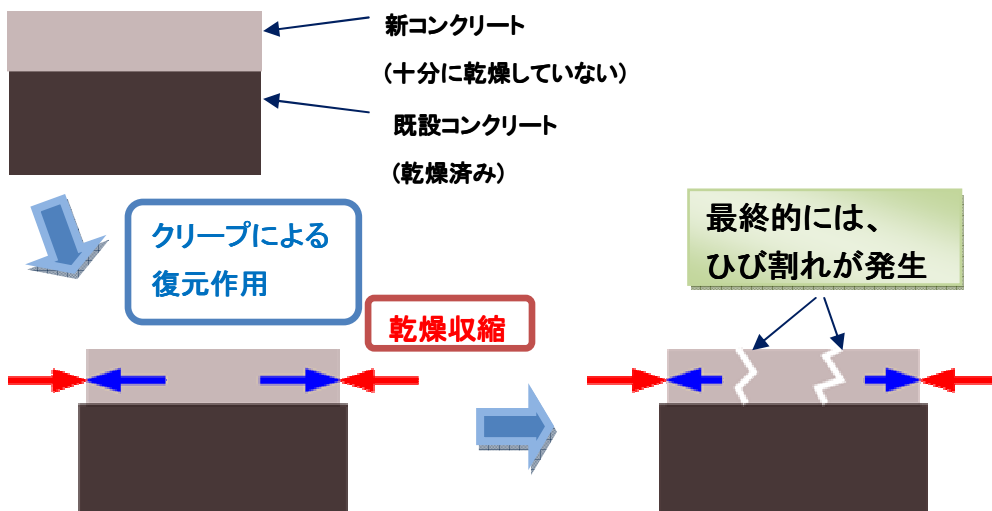 新コンクリート
(十分に乾燥していない)
既設コンクリート
(乾燥済み)
クリープによる
復元作用
乾燥収縮
最終的には、
ひび割れが発生